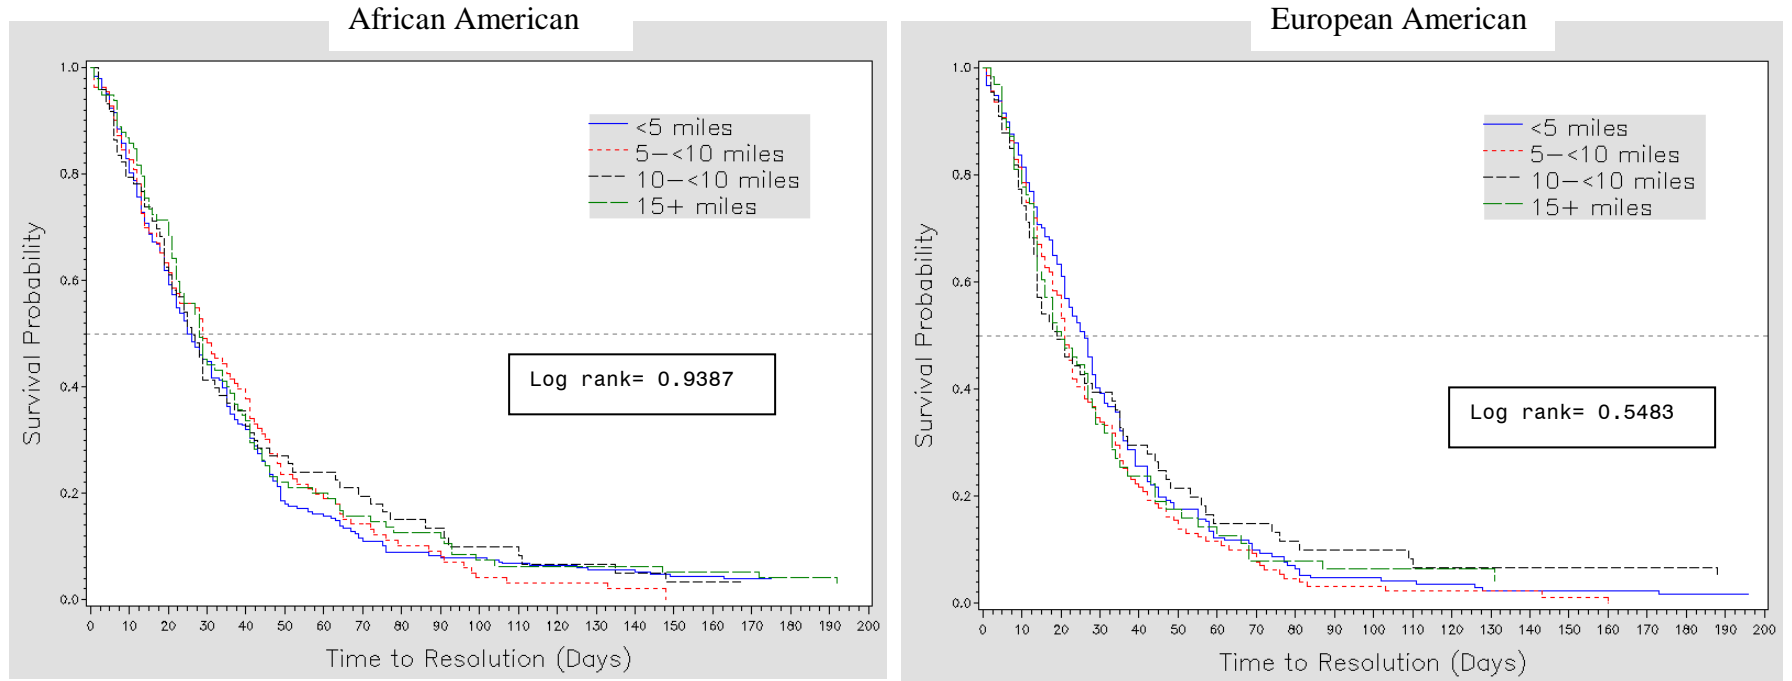 African American
European American
1.0
0.8
0.6
0.4
0.2
0.0
Survival Probability
<5 miles
5-<10 miles
10-<10 miles
15+ miles
Log rank= 0.9387
0 10 20 30 40 50 60 70 80 90 100 110 120 130 140 150 160 170 180 190 200
Time to Resolution (Days)
1.0
0.8
0.6
0.4
0.2
0.0
Survival Probability
<5 miles
5-<10 miles
10-<10 miles
15+ miles
Log rank= 0.5483
0 10 20 30 40 50 60 70 80 90 100 110 120 130 140 150 160 170 180 190 200
Time to Resolution (Days)